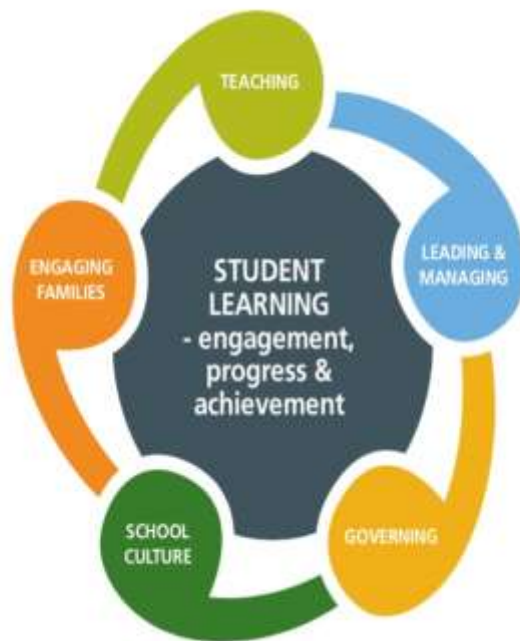 TEACHING
LEADING &
MANAGING
ENGAGING
FAMILIES
STUDENT
LEARNING
- engagement,
progress &
achievement
SCHOOL
CULTURE
GOVERNING